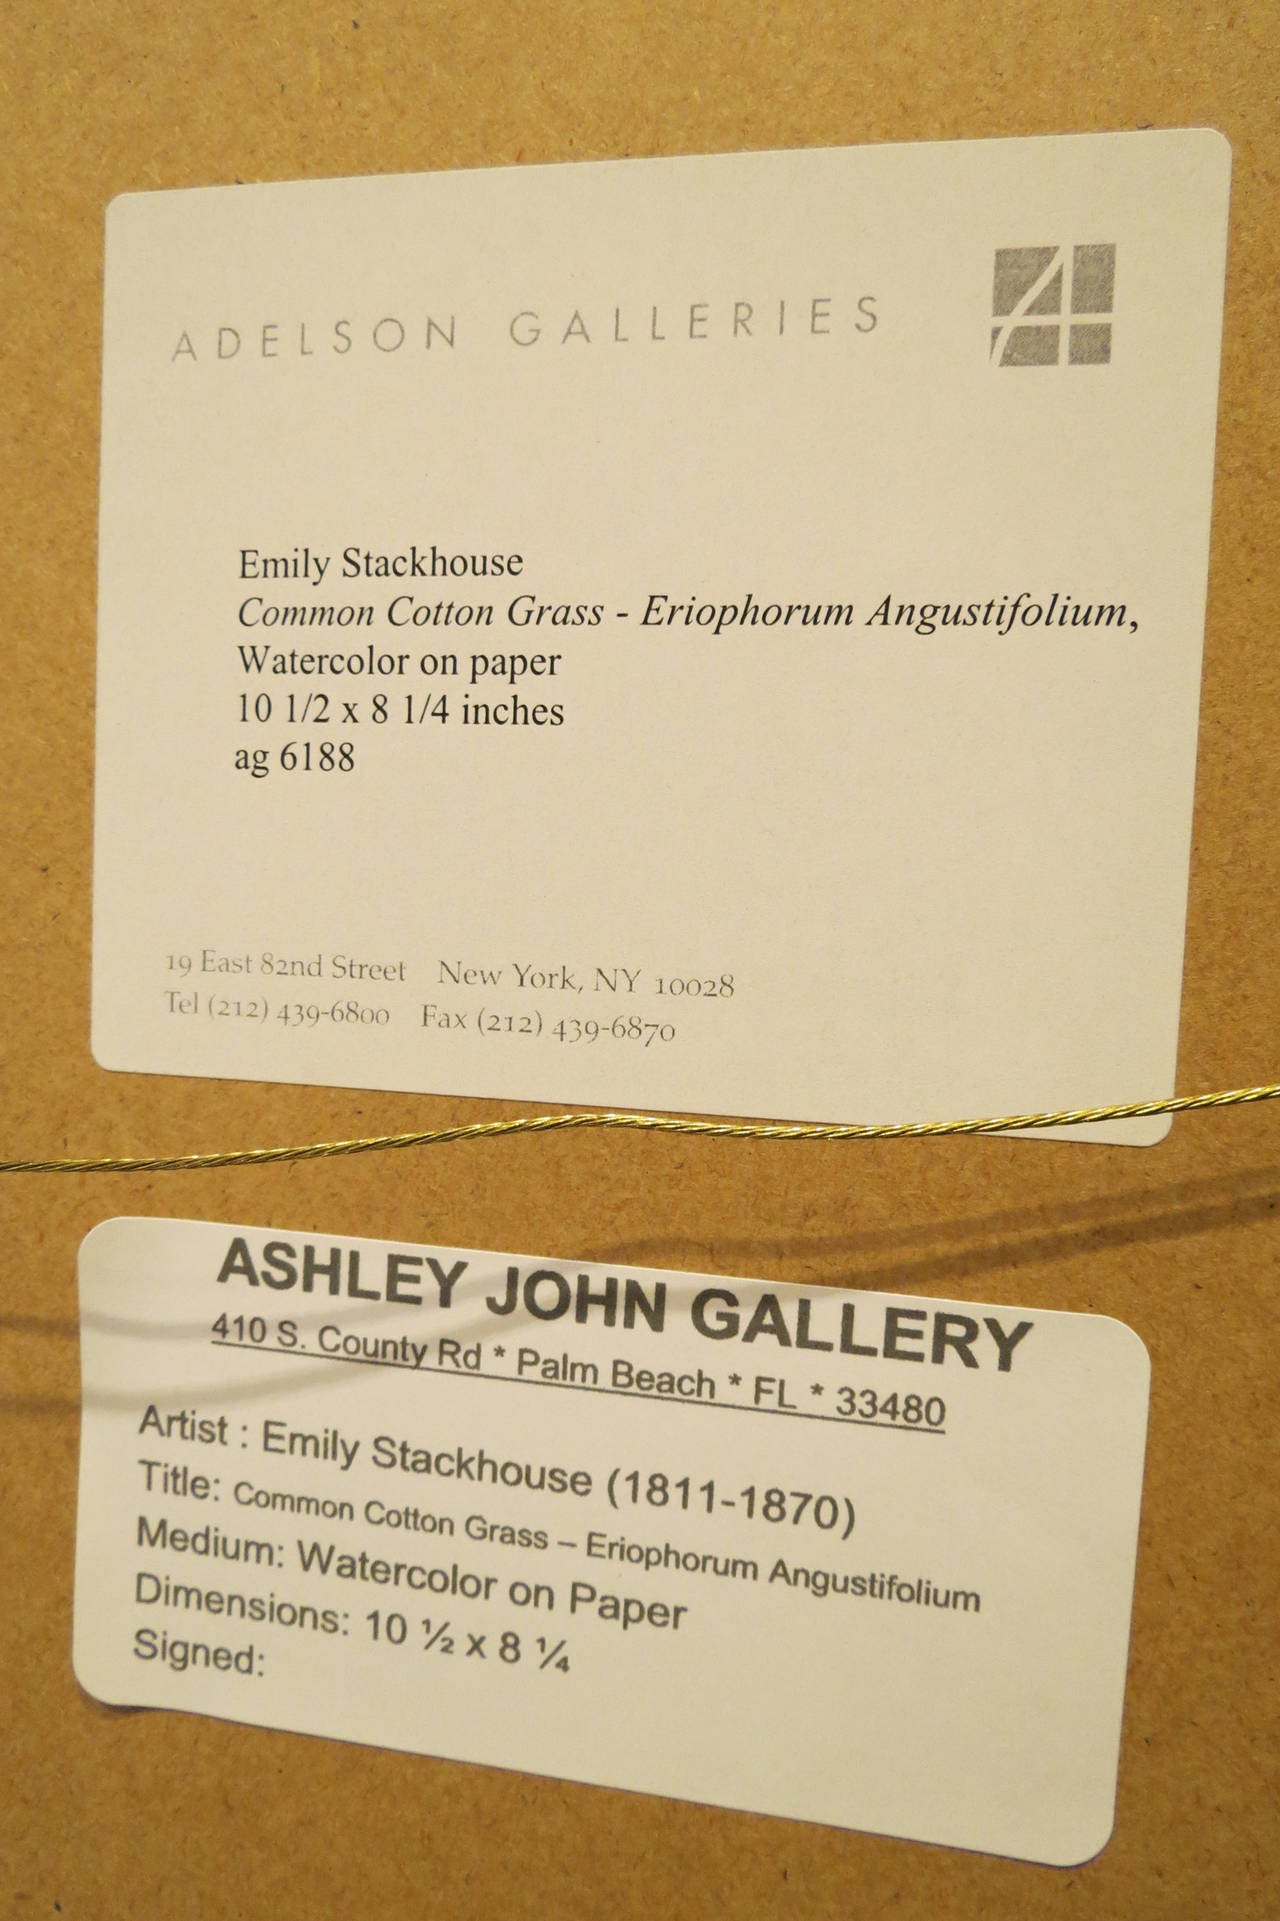 ADELSON GALLERIES
Emily Stackhouse
Common Cotton Grass - Eriophorum Angustifolium,
Watercolor on paper
10 1/2 x 8 1/4 inches
ag 6188
19 East 82nd Street New York, NY 10028
Tel (212) 439-6800 Fax (212) 439-6870
ASHLEY JOHN GALLERY
410 S. County Rd * Palm Beach * FL * 33480
Artist : Emily Stackhouse (1811-1870)
Title: Common Cotton Grass – Eriophorum Angustifolium
Medium: Watercolor on Paper
Dimensions: 10 ½ x 8 ¼
Signed: